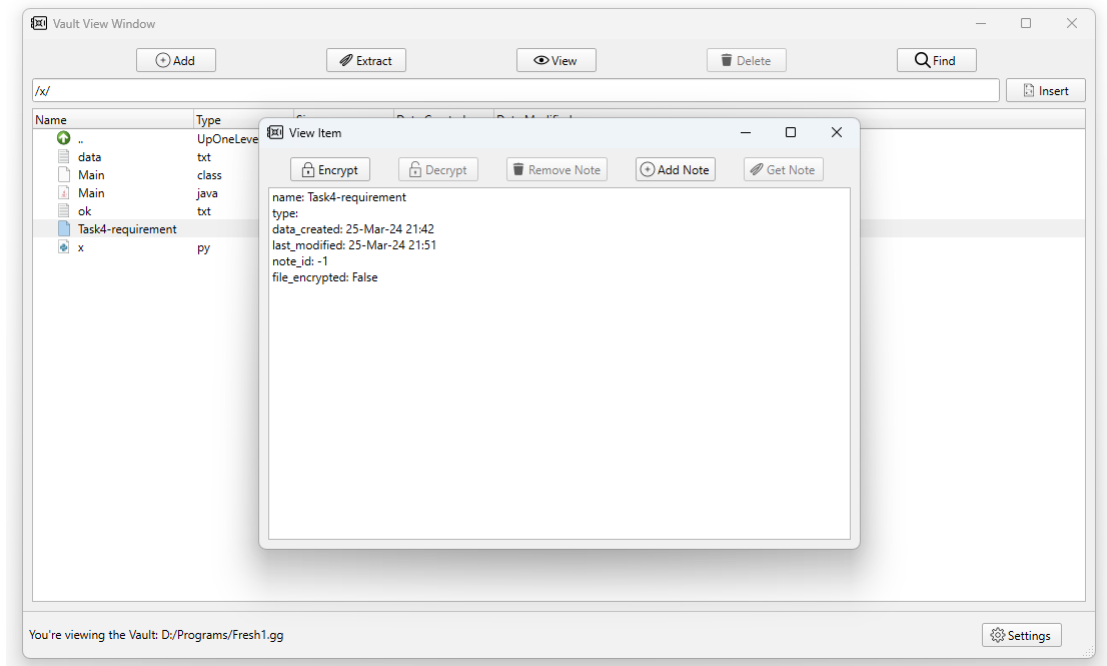 Vault View Window
Add Extract View Delete Find
/x/ Insert
Name Type
.. UpOneLeve
data txt
Main class
Main java
ok txt
Task4-requirement
x py
View Item
Encrypt Decrypt Remove Note Add Note Get Note
name: Task4-requirement
type:
data_created: 25-Mar-24 21:42
last_modified: 25-Mar-24 21:51
note_id: -1
file_encrypted: False
You're viewing the Vault: D:/Programs/Fresh1.gg Settings